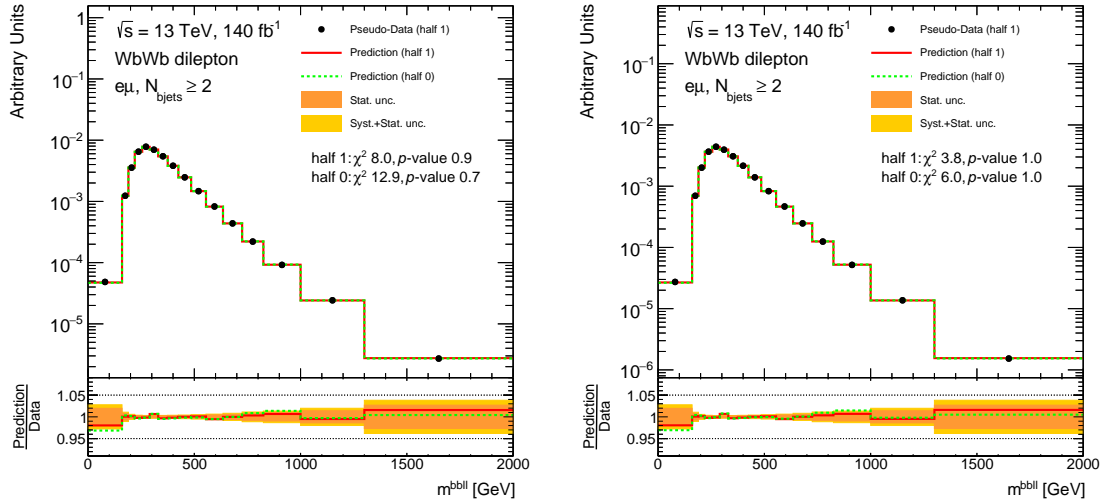 Arbitrary Units
1
10⁻¹
10⁻²
10⁻³
10⁻⁴
10⁻⁵
√s = 13 TeV, 140 fb⁻¹
WbWb dilepton
eμ, N_bjets ≥ 2
Pseudo-Data (half 1)
Prediction (half 1)
Prediction (half 0)
Stat. unc.
Syst.+Stat. unc.
half 1:χ² 8.0, p-value 0.9
half 0:χ² 12.9, p-value 0.7
Prediction
Data
1.05
1
0.95
0 500 1000 1500 2000
m^bbll [GeV]
Arbitrary Units
1
10⁻¹
10⁻²
10⁻³
10⁻⁴
10⁻⁵
10⁻⁶
√s = 13 TeV, 140 fb⁻¹
WbWb dilepton
eμ, N_bjets ≥ 2
Pseudo-Data (half 1)
Prediction (half 1)
Prediction (half 0)
Stat. unc.
Syst.+Stat. unc.
half 1:χ² 3.8, p-value 1.0
half 0:χ² 6.0, p-value 1.0
Prediction
Data
1.05
1
0.95
0 500 1000 1500 2000
m^bbll [GeV]